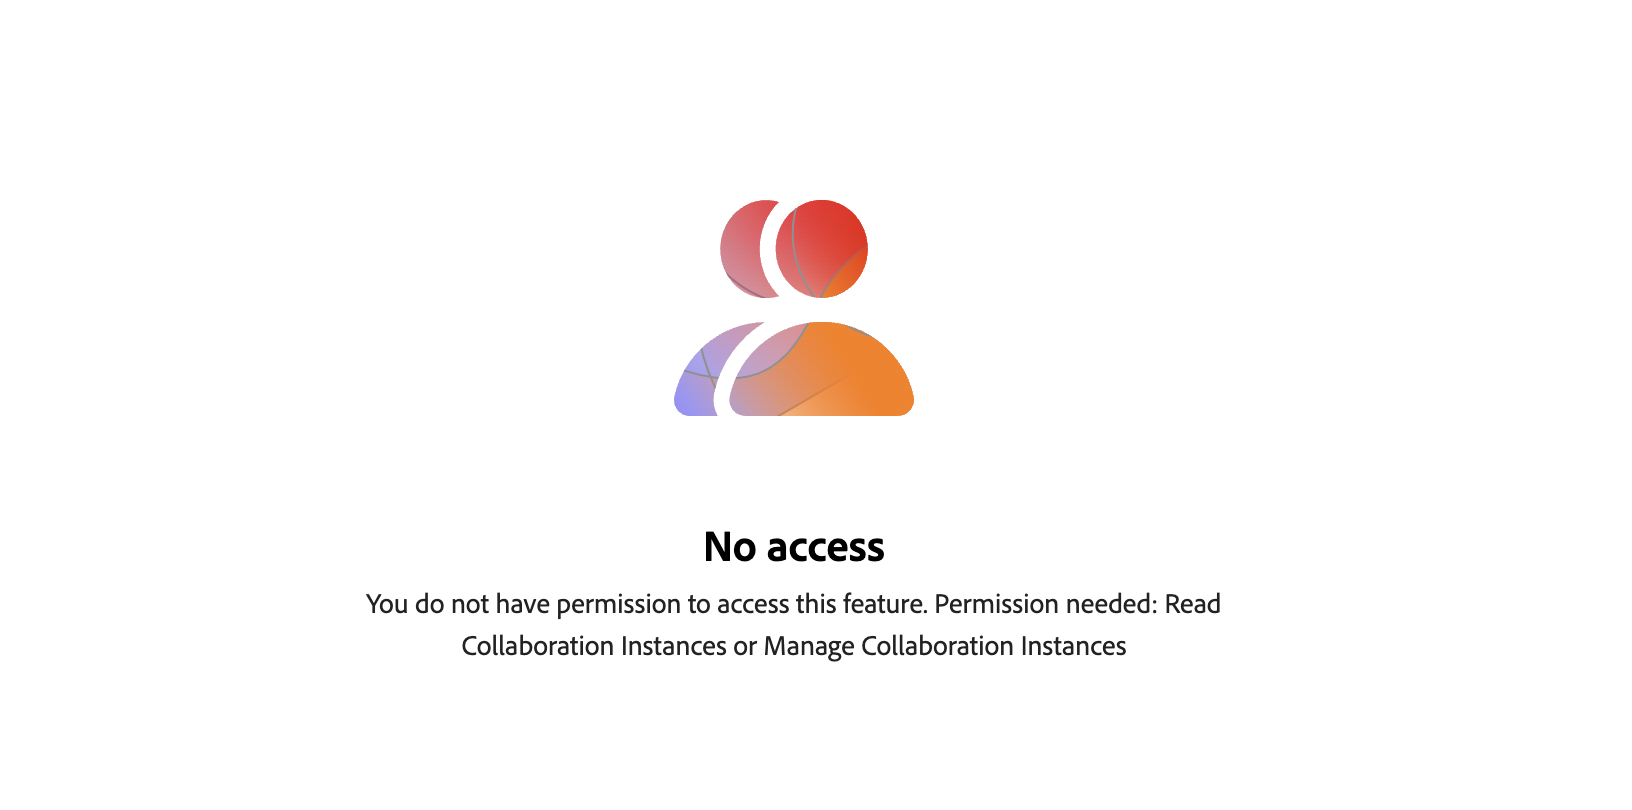 No access
You do not have permission to access this feature. Permission needed: Read
Collaboration Instances or Manage Collaboration Instances